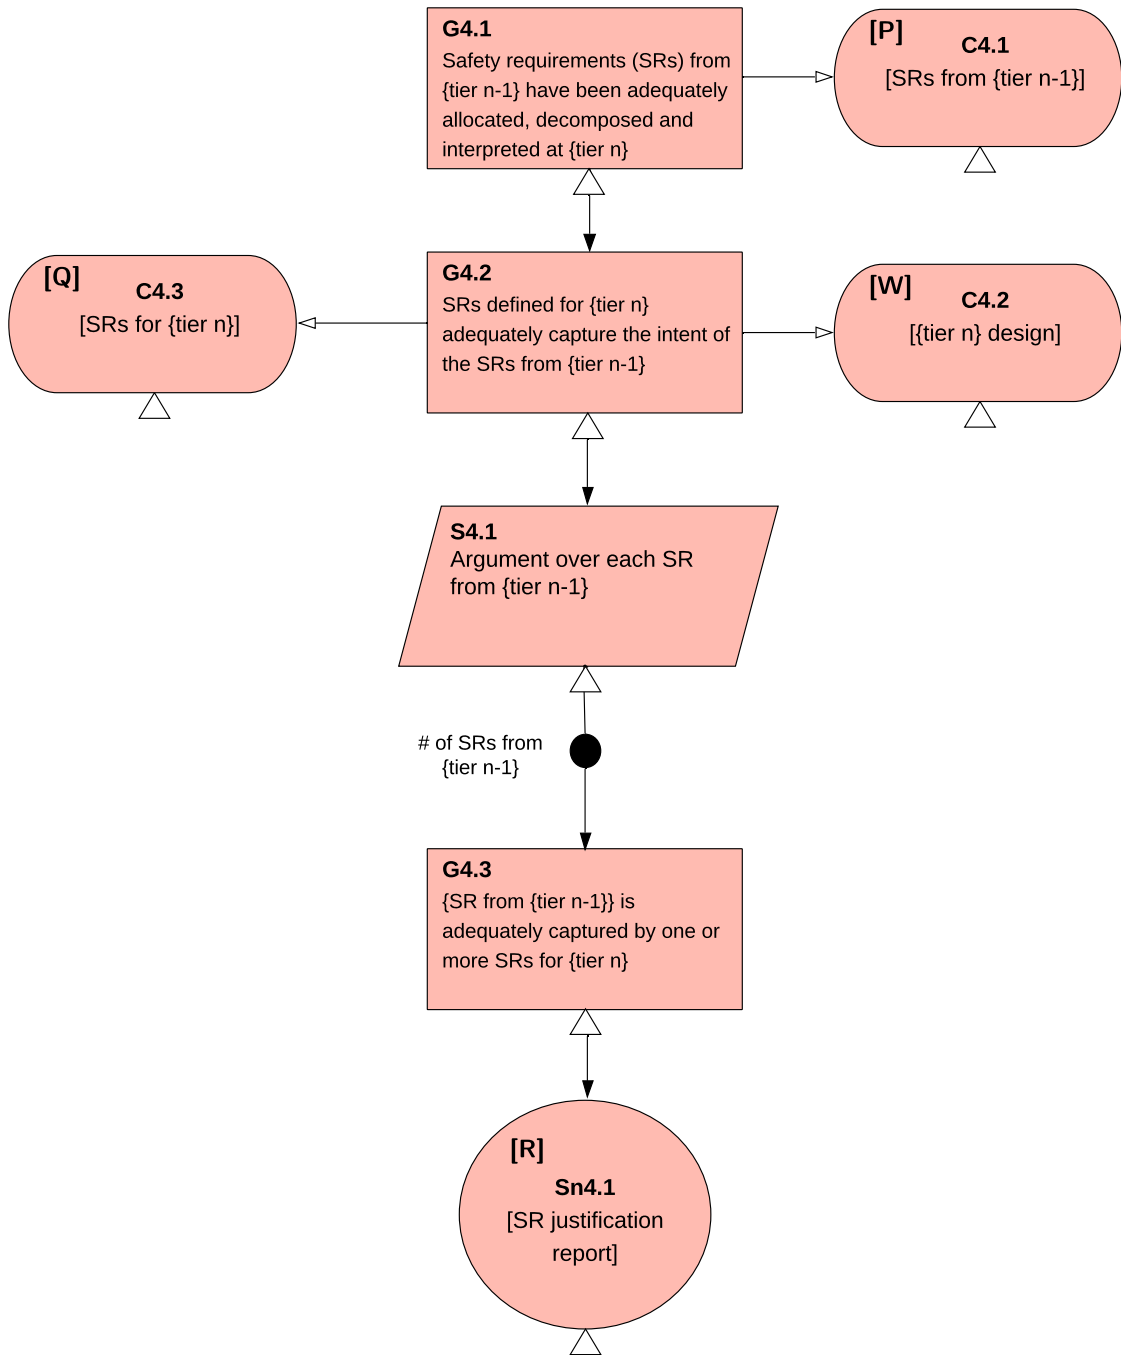 G4.1
Safety requirements (SRs) from
{tier n-1} have been adequately
allocated, decomposed and
interpreted at {tier n}
[P]
C4.1
[SRs from {tier n-1}]
[Q]
C4.3
[SRs for {tier n}]
G4.2
SRs defined for {tier n}
adequately capture the intent of
the SRs from {tier n-1}
[W]
C4.2
[{tier n} design]
S4.1
Argument over each SR
from {tier n-1}
# of SRs from
{tier n-1}
G4.3
{SR from {tier n-1}} is
adequately captured by one or
more SRs for {tier n}
[R]
Sn4.1
[SR justification
report]